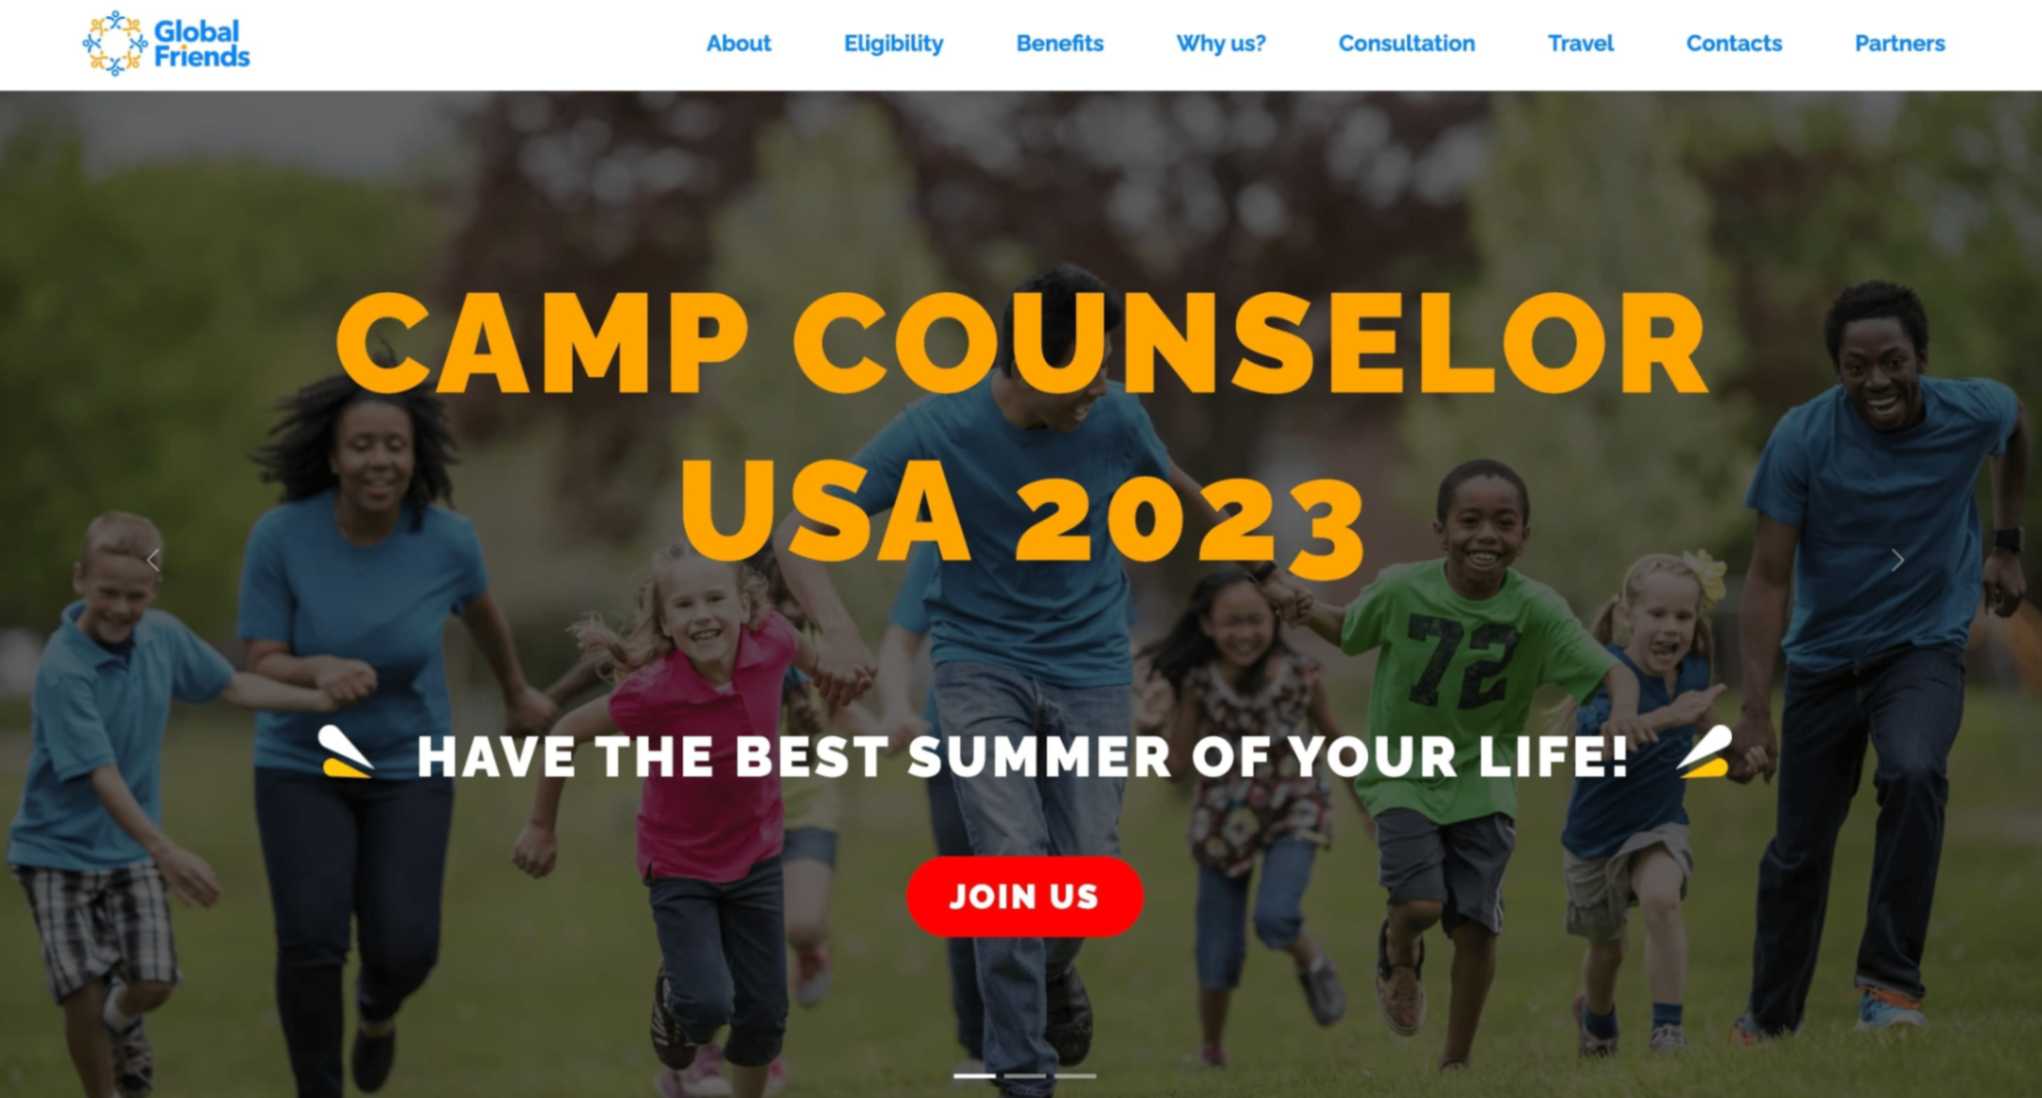 Global
Friends
About
Eligibility
Benefits
Why us?
Consultation
Travel
Contacts
Partners
CAMP COUNSELOR
USA 2023
72
HAVE THE BEST SUMMER OF YOUR LIFE!
JOIN US